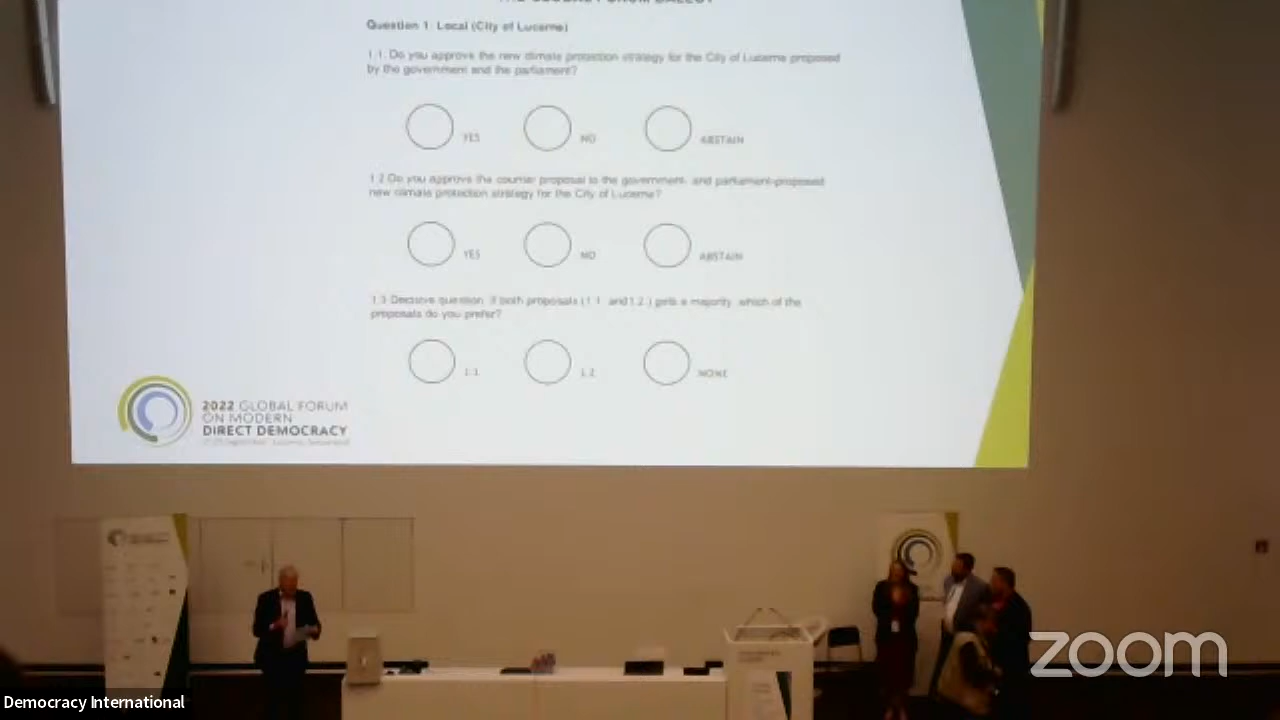 THE GLOBAL FORUM BALLOT
Question 1: Local (City of Lucerne)
1.1. Do you approve the new climate protection strategy for the City of Lucerne proposed
by the government and the parliament?
YES NO ABSTAIN
1.2 Do you approve the counter proposal to the government- and parliament-proposed
new climate protection strategy for the City of Lucerne?
YES NO ABSTAIN
1.3 Decisive question: if both proposals (1.1. and 1.2.) gets a majority, which of the
proposals do you prefer?
1.1. 1.2. NONE
2022 GLOBAL FORUM
ON MODERN
DIRECT DEMOCRACY
zoom
Democracy International